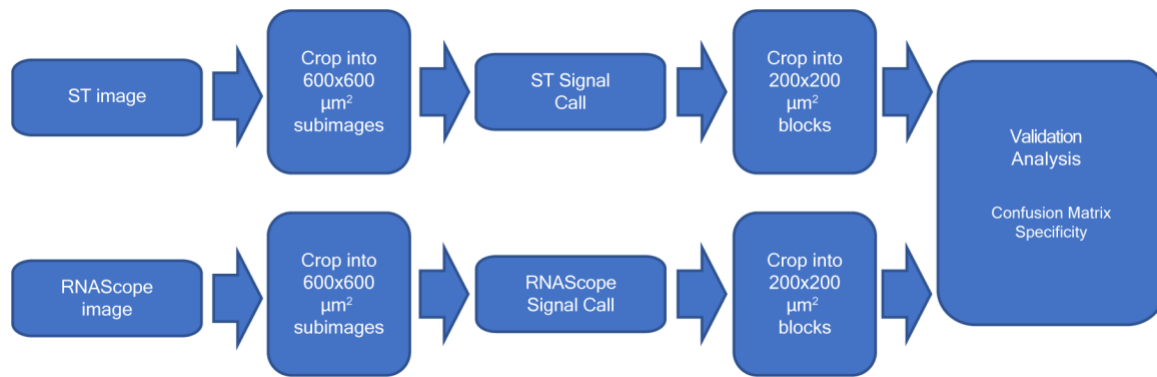 ST image
Crop into
600x600
µm²
subimages
ST Signal
Call
Crop into
200x200
µm²
blocks
RNAScope
image
Crop into
600x600
µm²
subimages
RNAScope
Signal Call
Crop into
200x200
µm²
blocks
Validation
Analysis
Confusion Matrix
Specificity